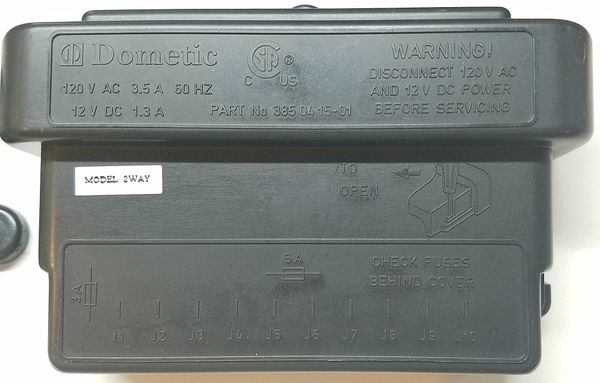 Dometic
120 V AC 3.5 A 60 HZ
12 V DC 1.3 A
C US ®
PART No 385 04 15-01
WARNING!
DISCONNECT 120 V AC
AND 12 V DC POWER
BEFORE SERVICING
MODEL 2WAY
TO
OPEN
CHECK FUSES
BEHIND COVER
5A
3A
J1 J2 J3 J4 J5 J6 J7 J8 J9 J10